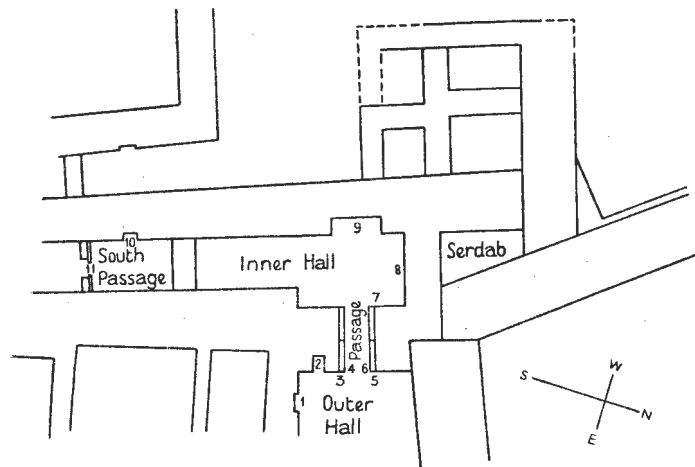 9
10
South
Passage
11
Inner Hall
8
Serdab
7
Passage
2
3
4
6
5
1
Outer
Hall
S
W
N
E